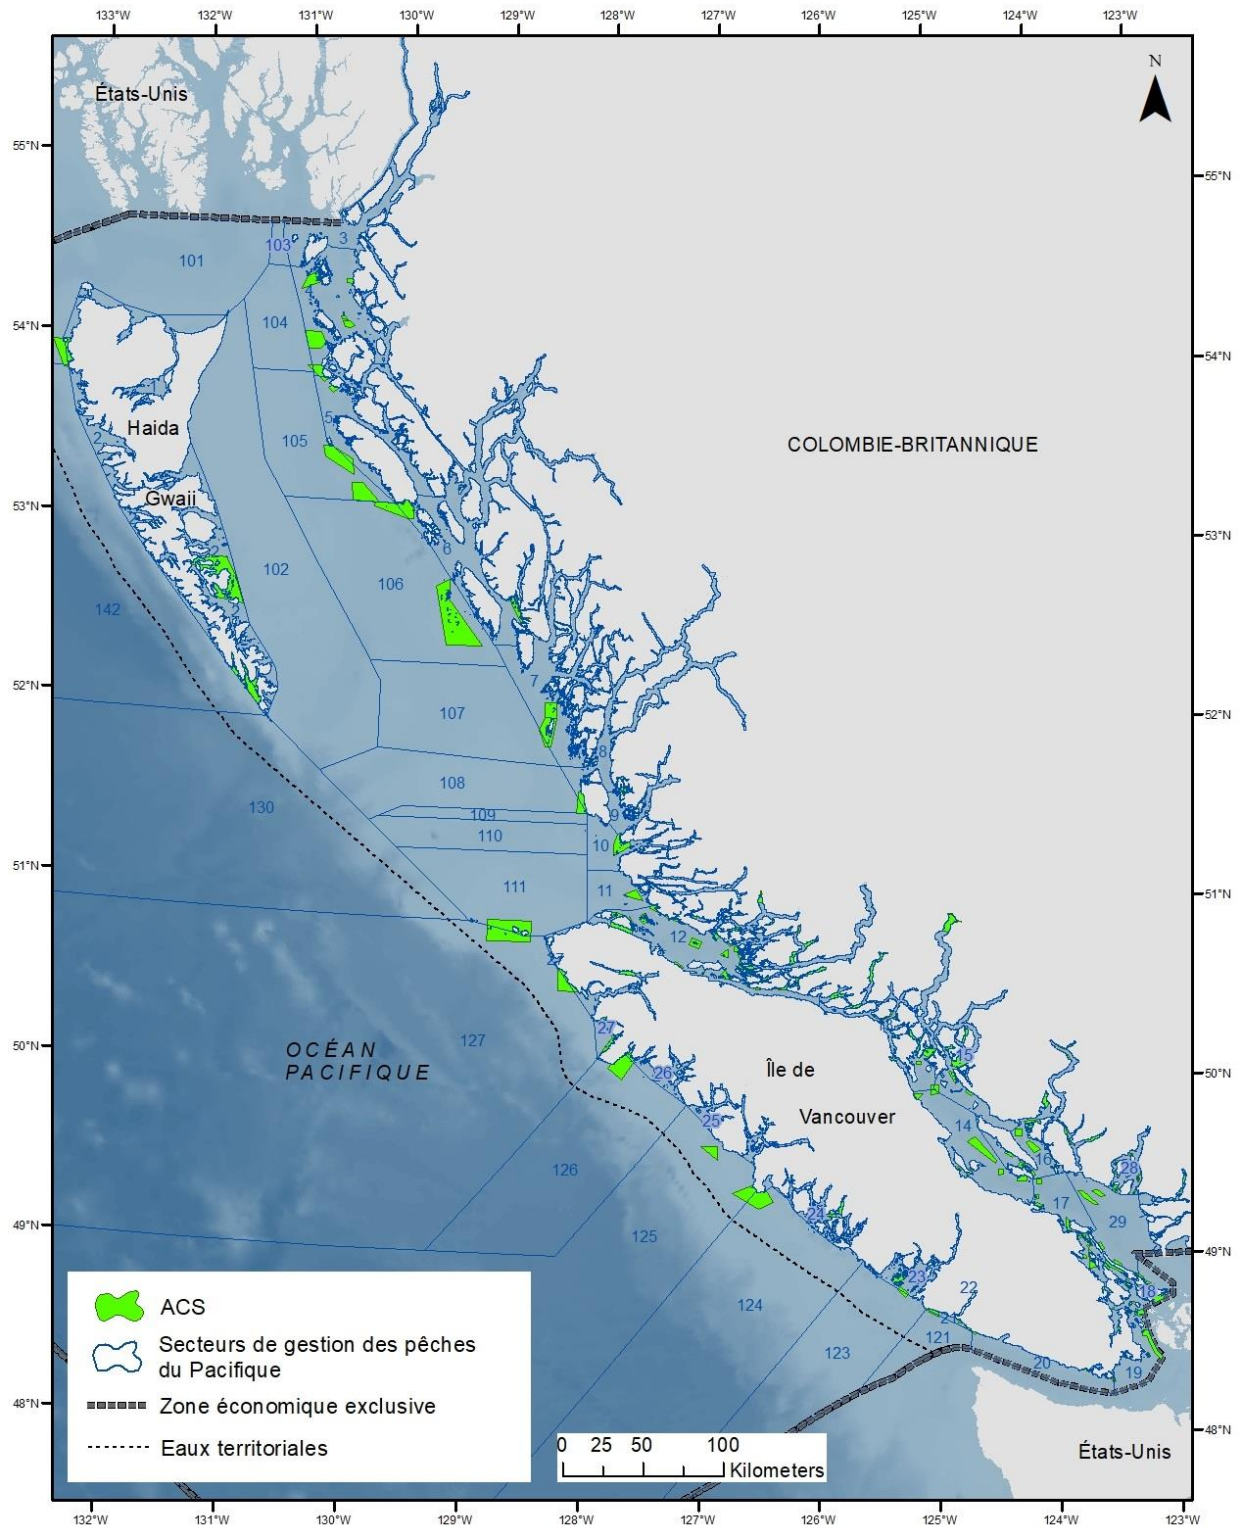 133°W 132°W 131°W 130°W 129°W 128°W 127°W 126°W 125°W 124°W 123°W
N
États-Unis
55°N
55°N
3
103
101
4
54°N
104
54°N
1
5
Haida
105
COLOMBIE-BRITANNIQUE
2
Gwaii
53°N
53°N
6
2
102
106
142
7
52°N
107
52°N
8
108
130
109
9
110
10
51°N
111
11
51°N
12
27
127
OCÉAN
PACIFIQUE
15
50°N
26
Île de
50°N
25
Vancouver
14
16
28
126
17
24
29
49°N
125
49°N
23
22
18
124
21
121
123
20
19
ACS
Secteurs de gestion des pêches
du Pacifique
Zone économique exclusive
Eaux territoriales
48°N
48°N
0 25 50 100
Kilometers
États-Unis
132°W 131°W 130°W 129°W 128°W 127°W 126°W 125°W 124°W 123°W